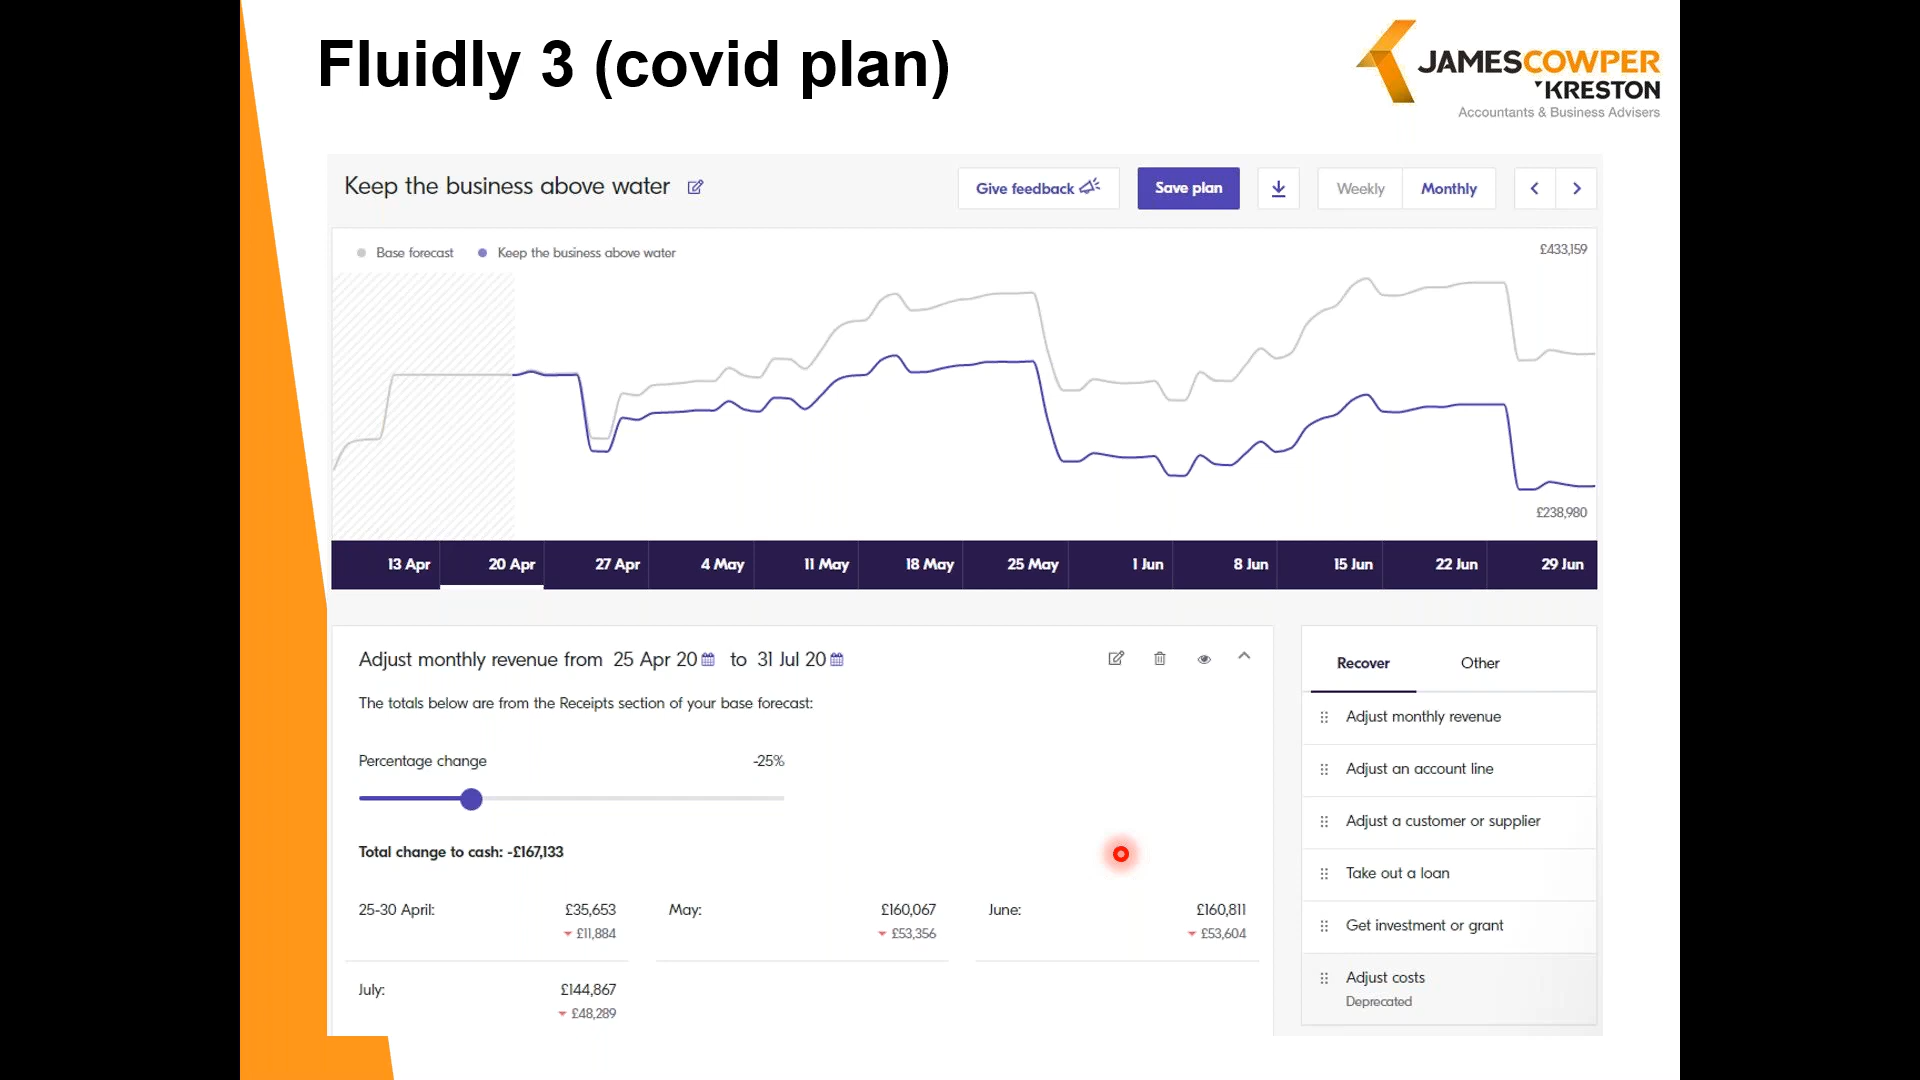 Fluidly 3 (covid plan)
JAMESCOWPER
KRESTON
Accountants & Business Advisers
Keep the business above water
Give feedback
Save plan
Weekly
Monthly
Base forecast
Keep the business above water
£433,159
£238,980
13 Apr
20 Apr
27 Apr
4 May
11 May
18 May
25 May
1 Jun
8 Jun
15 Jun
22 Jun
29 Jun
Adjust monthly revenue from 25 Apr 20 to 31 Jul 20
The totals below are from the Receipts section of your base forecast:
Percentage change -25%
Total change to cash: -£167,133
25-30 April: £35,653
£11,884
May: £160,067
£53,356
June: £160,811
£53,604
July: £144,867
£48,289
Recover
Other
Adjust monthly revenue
Adjust an account line
Adjust a customer or supplier
Take out a loan
Get investment or grant
Adjust costs
Deprecated